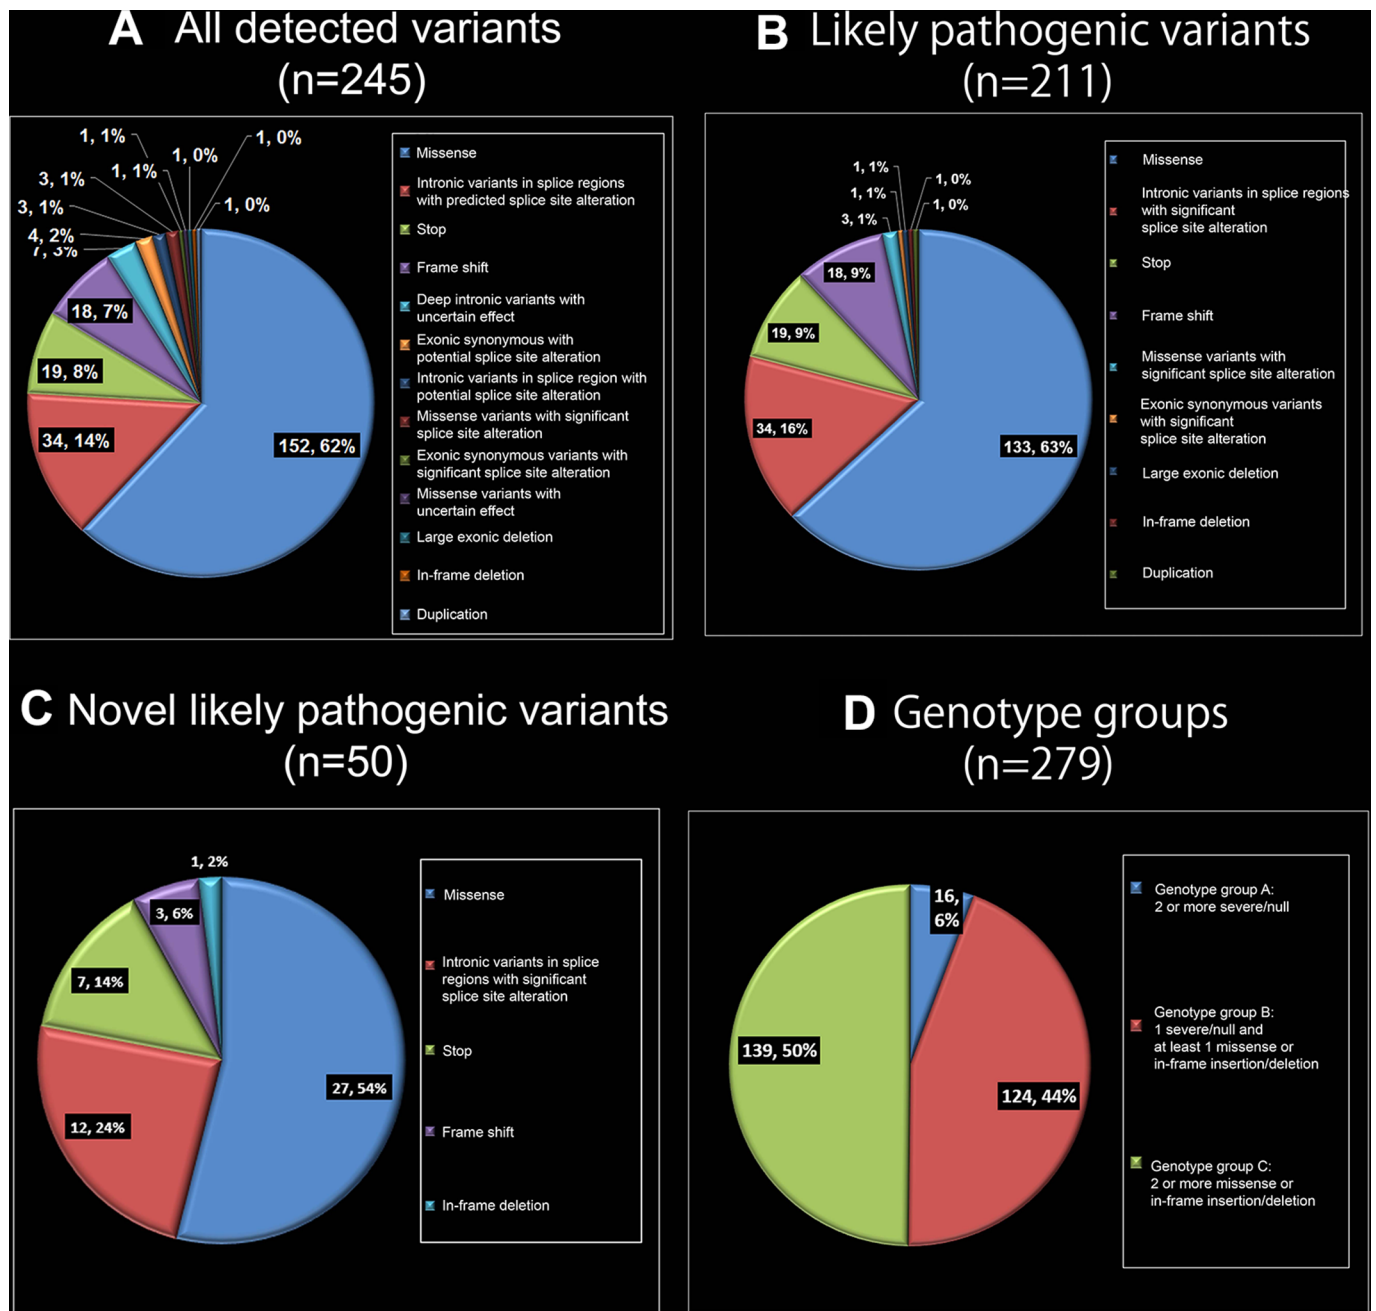 A All detected variants
(n=245)
1, 1%
1, 0%
1, 0%
3, 1%
1, 1%
3, 1%
1, 0%
4, 2%
7, 3%
18, 7%
19, 8%
34, 14%
152, 62%
Missense
Intronic variants in splice regions
with predicted splice site alteration
Stop
Frame shift
Deep intronic variants with
uncertain effect
Exonic synonymous with
potential splice site alteration
Intronic variants in splice region with
potential splice site alteration
Missense variants with significant
splice site alteration
Exonic synonymous variants with
significant splice site alteration
Missense variants with
uncertain effect
Large exonic deletion
In-frame deletion
Duplication
B Likely pathogenic variants
(n=211)
1, 1%
1, 0%
1, 1%
1, 0%
3, 1%
18, 9%
19, 9%
34, 16%
133, 63%
Missense
Intronic variants in splice regions
with significant
splice site alteration
Stop
Frame shift
Missense variants with
significant splice site alteration
Exonic synonymous variants
with significant
splice site alteration
Large exonic deletion
In-frame deletion
Duplication
C Novel likely pathogenic variants
(n=50)
1, 2%
3, 6%
7, 14%
27, 54%
12, 24%
Missense
Intronic variants in splice
regions with significant
splice site alteration
Stop
Frame shift
In-frame deletion
D Genotype groups
(n=279)
16,
6%
139, 50%
124, 44%
Genotype group A:
2 or more severe/null
Genotype group B:
1 severe/null and
at least 1 missense or
in-frame insertion/deletion
Genotype group C:
2 or more missense or
in-frame insertion/deletion